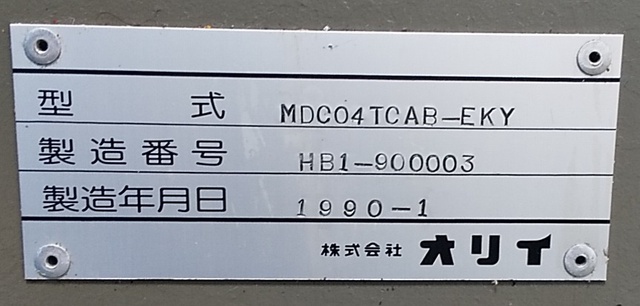 型式 MDC04TCAB-EKY
製造番号 HB1-900003
製造年月日 1990-1
株式会社 オリイ